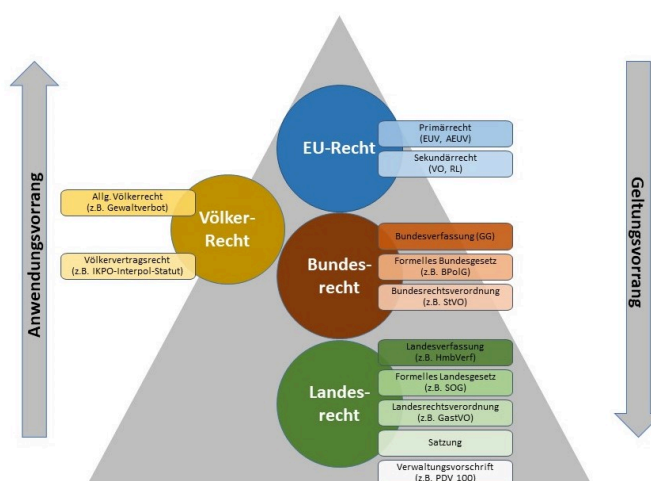 Anwendungsvorrang
EU-Recht
Primärrecht
(EUV, AEUV)
Sekundärrecht
(VO, RL)
Völker-
Recht
Allg. Völkerrecht
(z.B. Gewaltverbot)
Völkervertragsrecht
(z.B. IKPO-Interpol-Statut)
Bundes-
recht
Bundesverfassung (GG)
Formelles Bundesgesetz
(z.B. BPolG)
Bundesrechtsverordnung
(z.B. StVO)
Landes-
recht
Landesverfassung
(z.B. HmbVerf)
Formelles Landesgesetz
(z.B. SOG)
Landesrechtsverordnung
(z.B. GastVO)
Satzung
Verwaltungsvorschrift
(z.B. PDV 100)
Geltungsvorrang